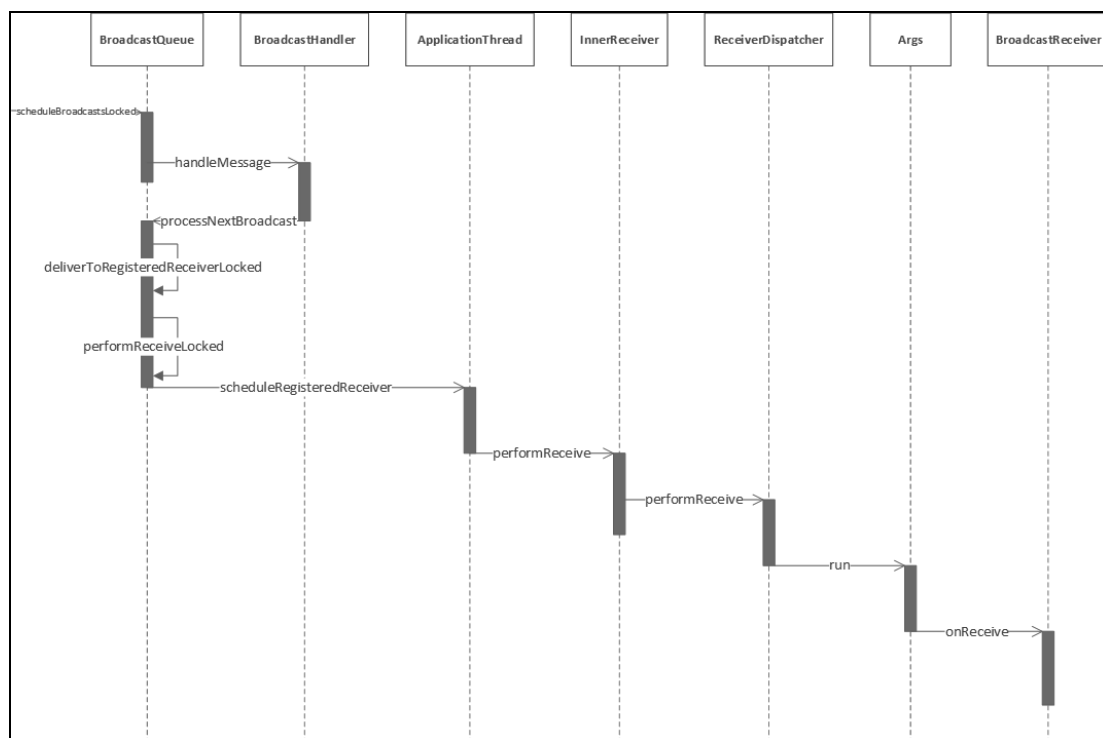 BroadcastQueue
BroadcastHandler
ApplicationThread
InnerReceiver
ReceiverDispatcher
Args
BroadcastReceiver
scheduleBroadcastsLocked
handleMessage
processNextBroadcast
deliverToRegisteredReceiverLocked
performReceiveLocked
scheduleRegisteredReceiver
performReceive
performReceive
run
onReceive